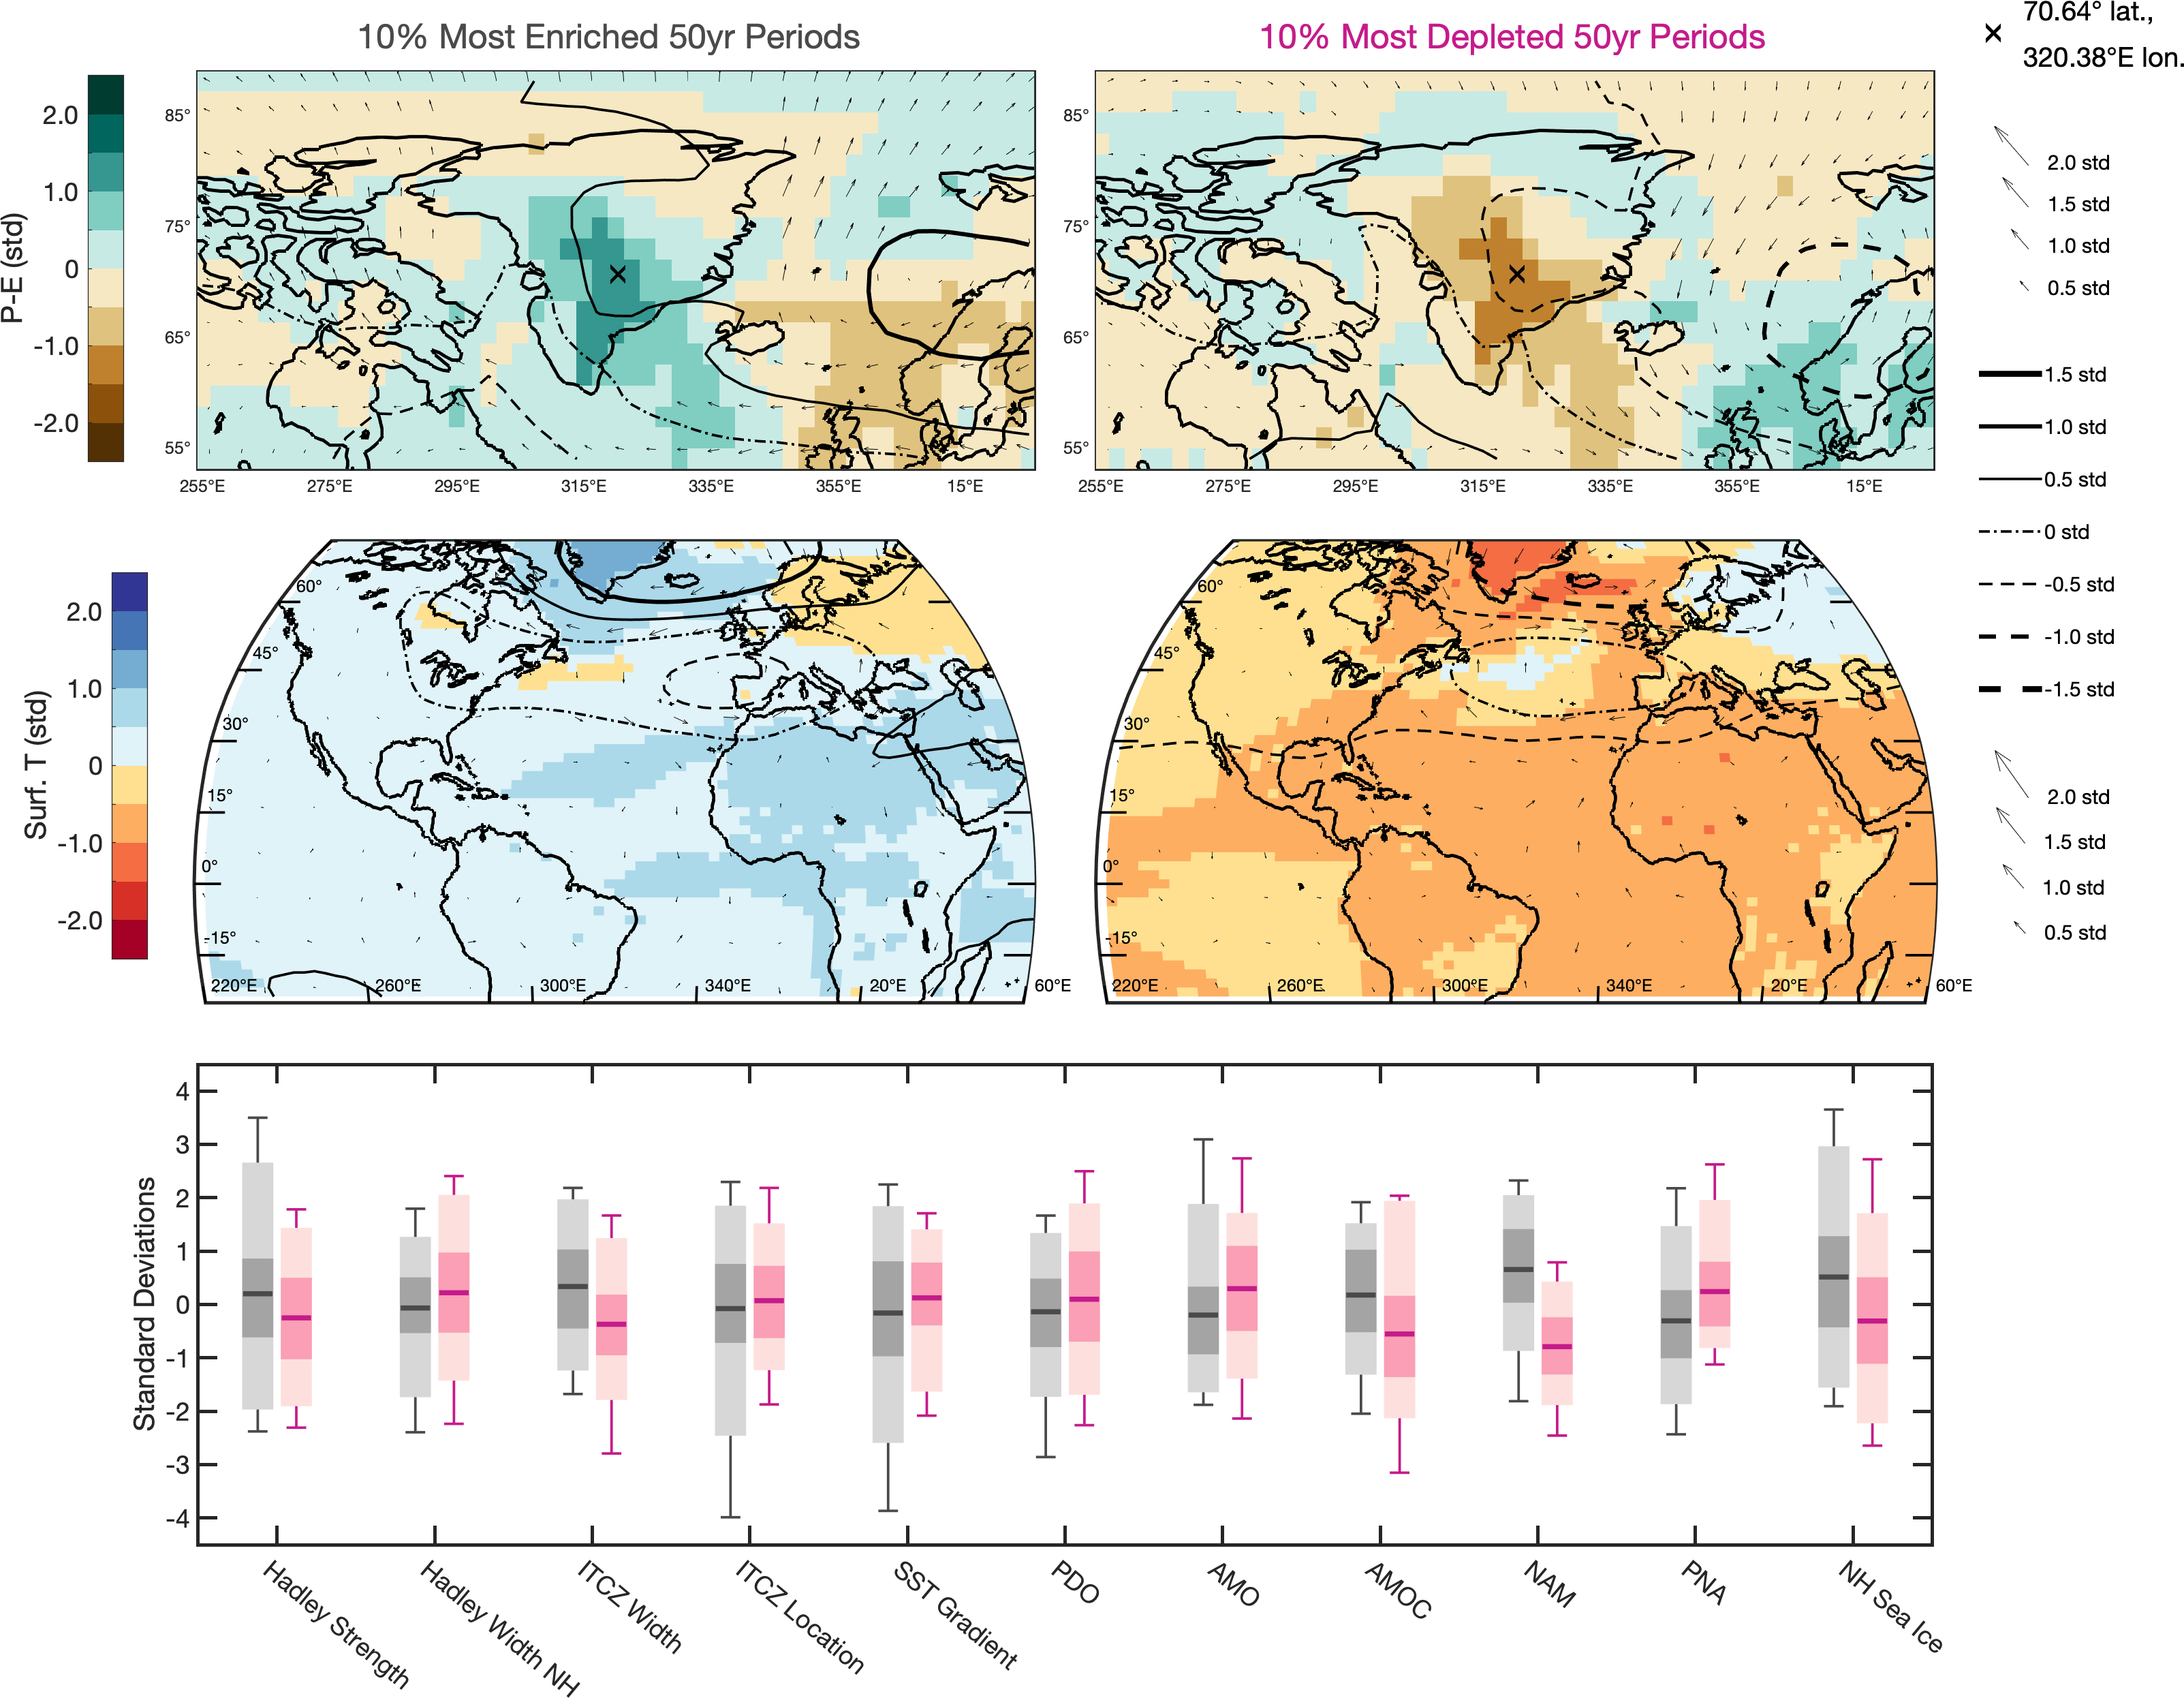 10% Most Enriched 50yr Periods
10% Most Depleted 50yr Periods
70.64° lat.,
320.38°E lon.
P-E (std)
2.0
1.0
0
-1.0
-2.0
85°
75°
65°
55°
255°E 275°E 295°E 315°E 335°E 355°E 15°E
85°
75°
65°
55°
255°E 275°E 295°E 315°E 335°E 355°E 15°E
2.0 std
1.5 std
1.0 std
0.5 std
1.5 std
1.0 std
0.5 std
0 std
-0.5 std
-1.0 std
-1.5 std
Surf. T (std)
2.0
1.0
0
-1.0
-2.0
60°
45°
30°
15°
0°
-15°
220°E 260°E 300°E 340°E 20°E 60°E
60°
45°
30°
15°
0°
-15°
220°E 260°E 300°E 340°E 20°E 60°E
2.0 std
1.5 std
1.0 std
0.5 std
Standard Deviations
4
3
2
1
0
-1
-2
-3
-4
Hadley Strength
Hadley Width NH
ITCZ Width
ITCZ Location
SST Gradient
PDO
AMO
AMOC
NAM
PNA
NH Sea Ice